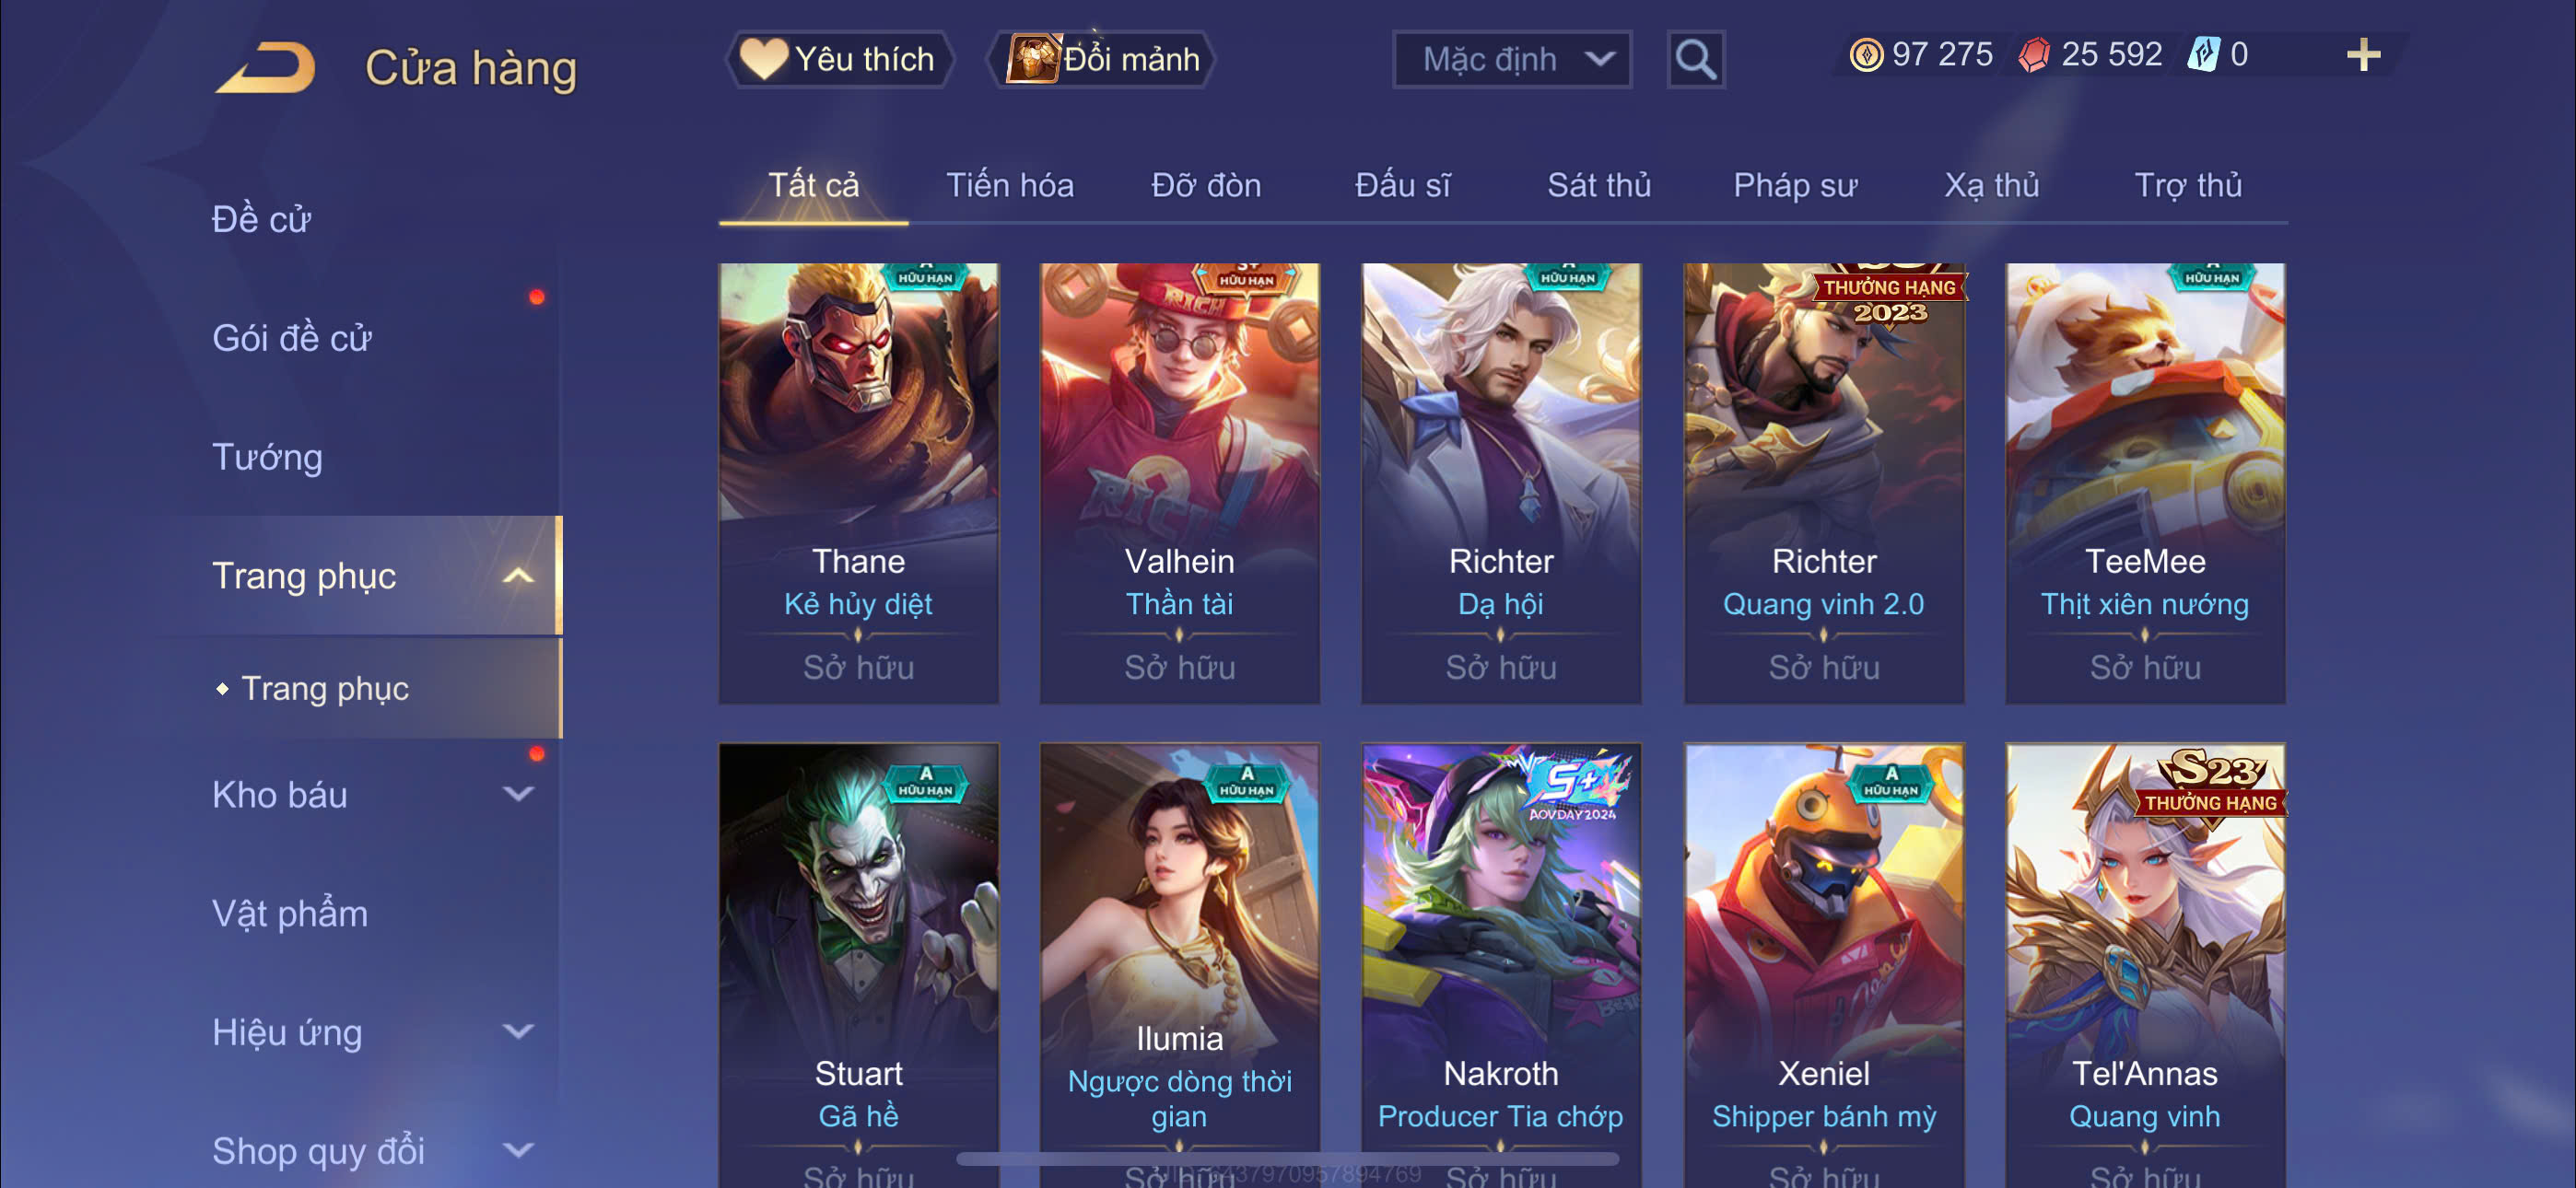 Cửa hàng
Yêu thích
Đổi mảnh
Mặc định
97 275
25 592
0
Tất cả
Tiến hóa
Đỡ đòn
Đấu sĩ
Sát thủ
Pháp sư
Xạ thủ
Trợ thủ
Đề cử
Gói đề cử
Tướng
Trang phục
Trang phục
Kho báu
Vật phẩm
Hiệu ứng
Shop quy đổi
A
HỮU HẠN
Thane
Kẻ hủy diệt
Sở hữu
S+
HỮU HẠN
RICH
RICH
Valhein
Thần tài
Sở hữu
A
HỮU HẠN
Richter
Dạ hội
Sở hữu
THƯỞNG HẠNG
2023
Richter
Quang vinh 2.0
Sở hữu
A
HỮU HẠN
TeeMee
Thịt xiên nướng
Sở hữu
A
HỮU HẠN
Stuart
Gã hề
Sở hữu
A
HỮU HẠN
Ilumia
Ngược dòng thời
gian
Sở hữu
MVP
S+
AOVDAY2024
Nakroth
Producer Tia chớp
Sở hữu
A
HỮU HẠN
Xeniel
Shipper bánh mỳ
Sở hữu
S23
THƯỞNG HẠNG
Tel'Annas
Quang vinh
Sở hữu